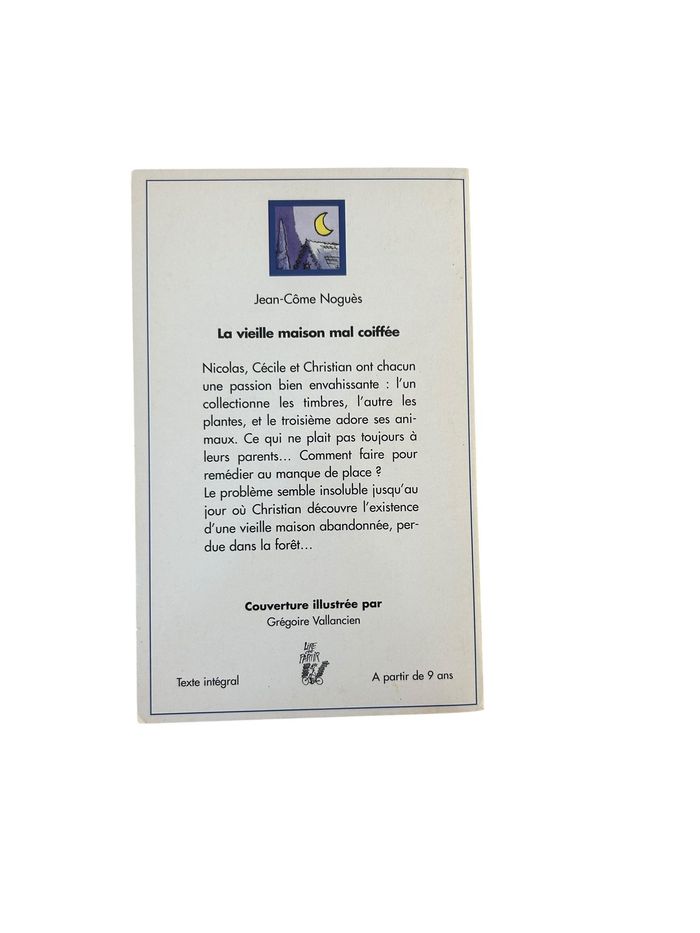 Jean-Côme Noguès
La vieille maison mal coiffée
Nicolas, Cécile et Christian ont chacun
une passion bien envahissante : l'un
collectionne les timbres, l'autre les
plantes, et le troisième adore ses ani-
maux. Ce qui ne plait pas toujours à
leurs parents... Comment faire pour
remédier au manque de place ?
Le problème semble insoluble jusqu'au
jour où Christian découvre l'existence
d'une vieille maison abandonnée, per-
due dans la forêt...
Couverture illustrée par
Grégoire Vallancien
LIRE
PARTIR
Texte intégral
A partir de 9 ans